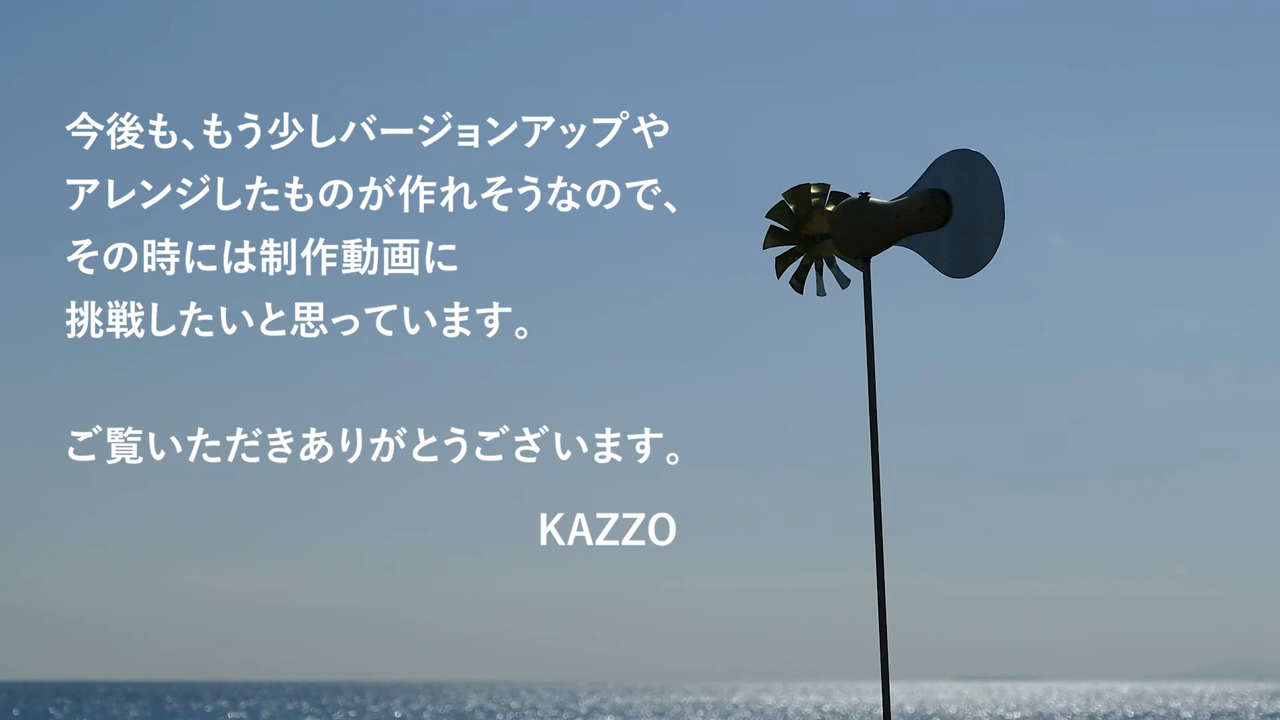 今後も、もう少しバージョンアップや
アレンジしたものが作れそうなので、
その時には制作動画に
挑戦したいと思っています。
ご覧いただきありがとうございます。
KAZZO